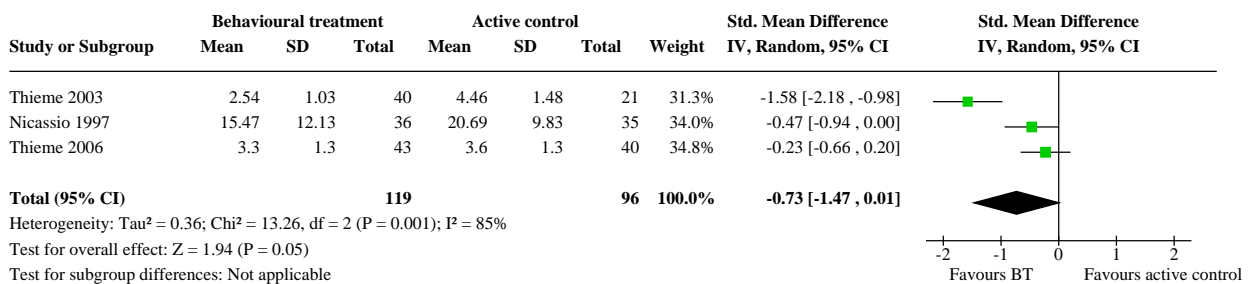 Behavioural treatment Active control Std. Mean Difference Std. Mean Difference
Study or Subgroup Mean SD Total Mean SD Total Weight IV, Random, 95% CI IV, Random, 95% CI
Thieme 2003 2.54 1.03 40 4.46 1.48 21 31.3% -1.58 [-2.18 , -0.98]
Nicassio 1997 15.47 12.13 36 20.69 9.83 35 34.0% -0.47 [-0.94 , 0.00]
Thieme 2006 3.3 1.3 43 3.6 1.3 40 34.8% -0.23 [-0.66 , 0.20]
Total (95% CI) 119 96 100.0% -0.73 [-1.47 , 0.01]
Heterogeneity: Tau² = 0.36; Chi² = 13.26, df = 2 (P = 0.001); I² = 85%
Test for overall effect: Z = 1.94 (P = 0.05)
Test for subgroup differences: Not applicable
-2 -1 0 1 2
Favours BT Favours active control